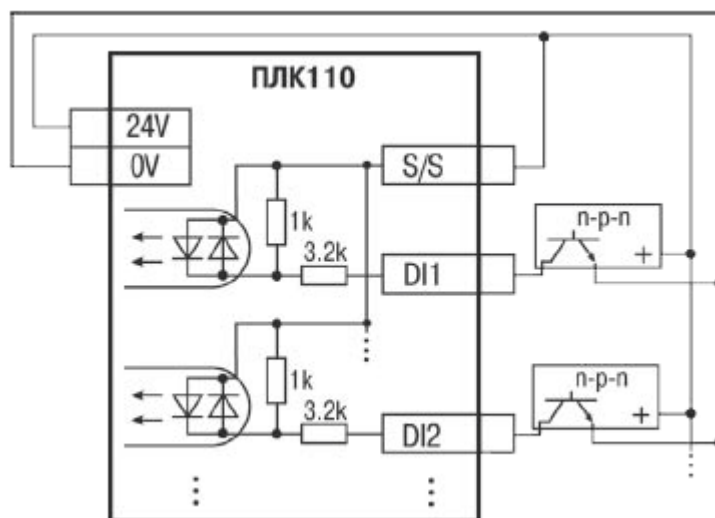 ПЛК110
24V
0V
S/S
1k
3.2k
DI1
n-p-n
+
1k
3.2k
DI2
n-p-n
+